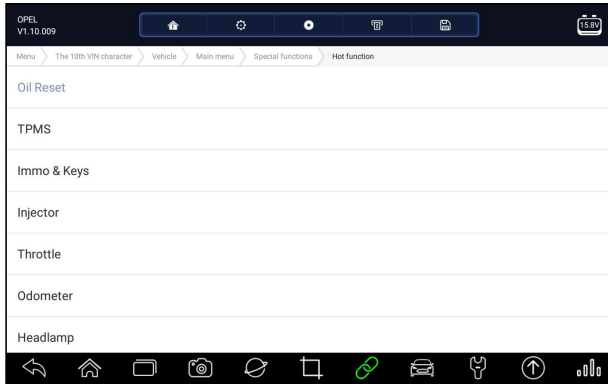 OPEL
V1.10.009
15.8V
Menu The 10th VIN character Vehicle Main menu Special functions Hot function
Oil Reset
TPMS
Immo & Keys
Injector
Throttle
Odometer
Headlamp